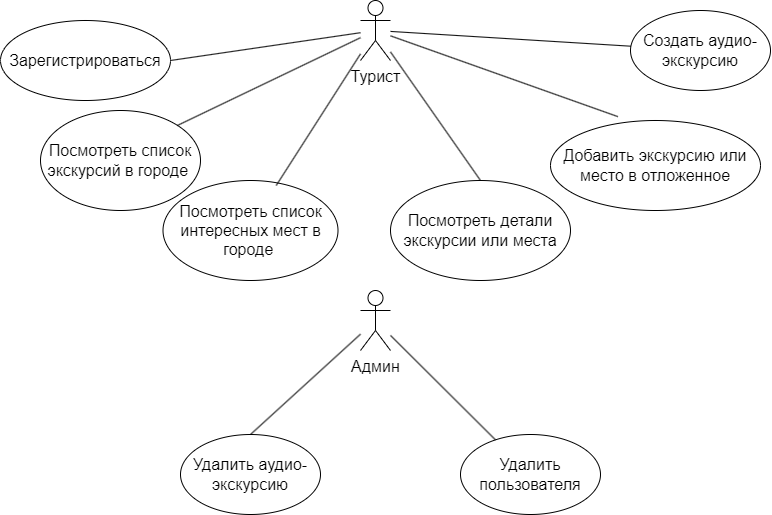 Турист
Зарегистрироваться
Создать аудио-
экскурсию
Посмотреть список
экскурсий в городе
Добавить экскурсию или
место в отложенное
Посмотреть список
интересных мест в
городе
Посмотреть детали
экскурсии или места
Админ
Удалить аудио-
экскурсию
Удалить
пользователя